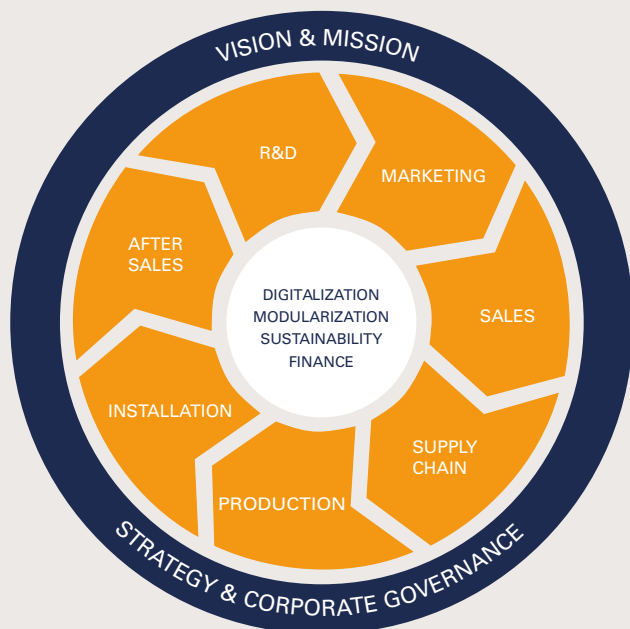 VISION & MISSION
R&D
MARKETING
AFTER
SALES
DIGITALIZATION
MODULARIZATION
SUSTAINABILITY
FINANCE
SALES
INSTALLATION
SUPPLY
CHAIN
PRODUCTION
STRATEGY & CORPORATE GOVERNANCE